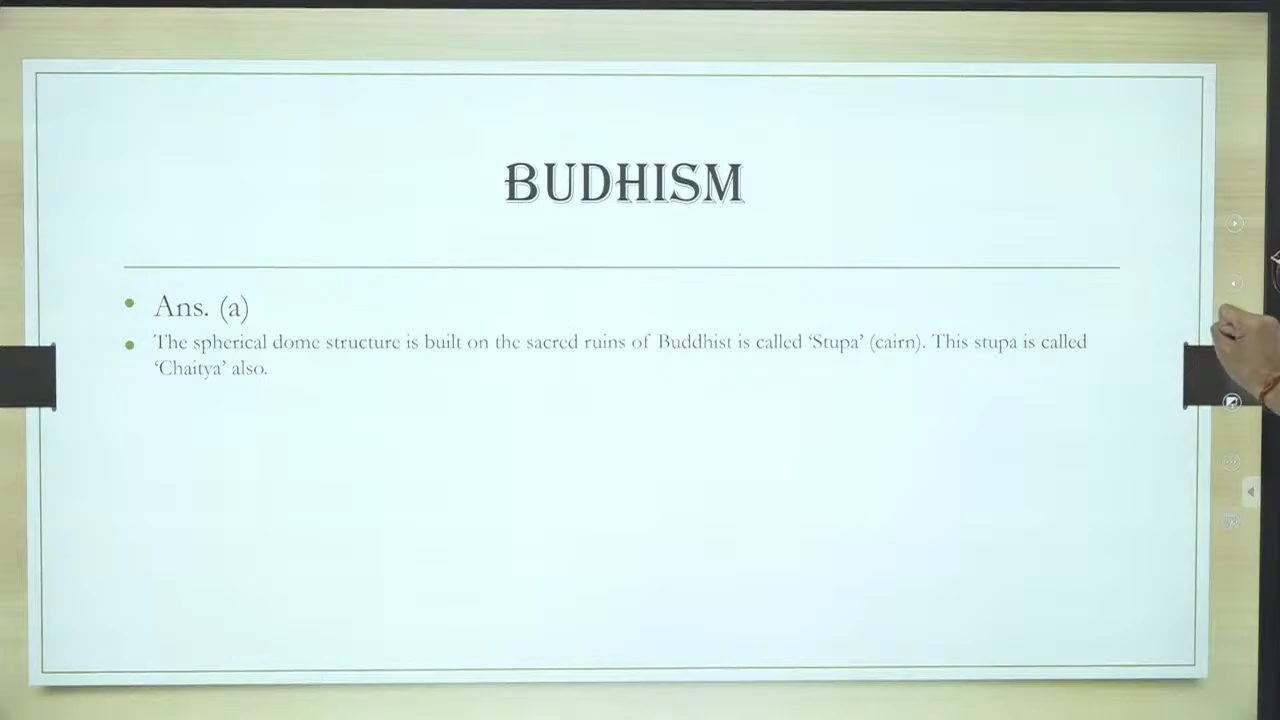 BUDHISM
Ans. (a)
The spherical dome structure is built on the sacred ruins of Buddhist is called ‘Stupa’ (cairn). This stupa is called
‘Chaitya’ also.